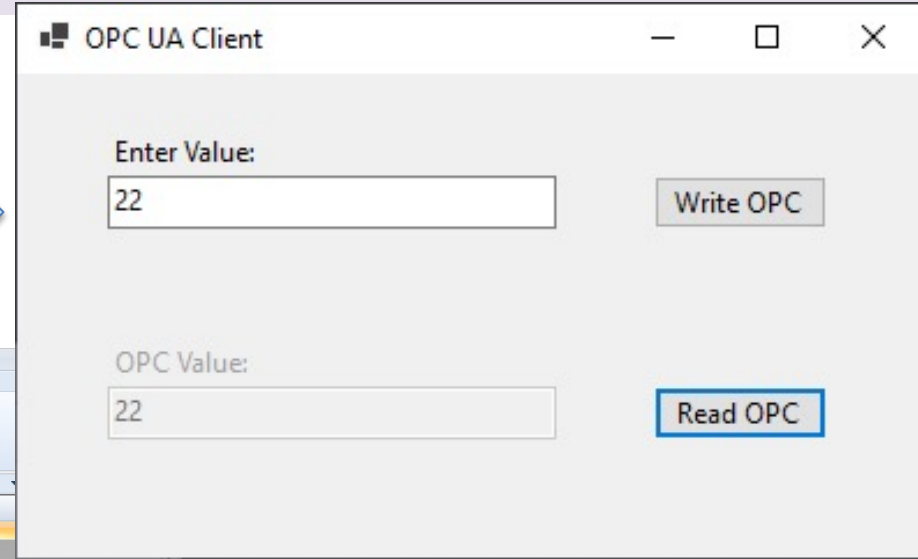 OPC UA Client
Enter Value:
22
Write OPC
OPC Value:
22
Read OPC